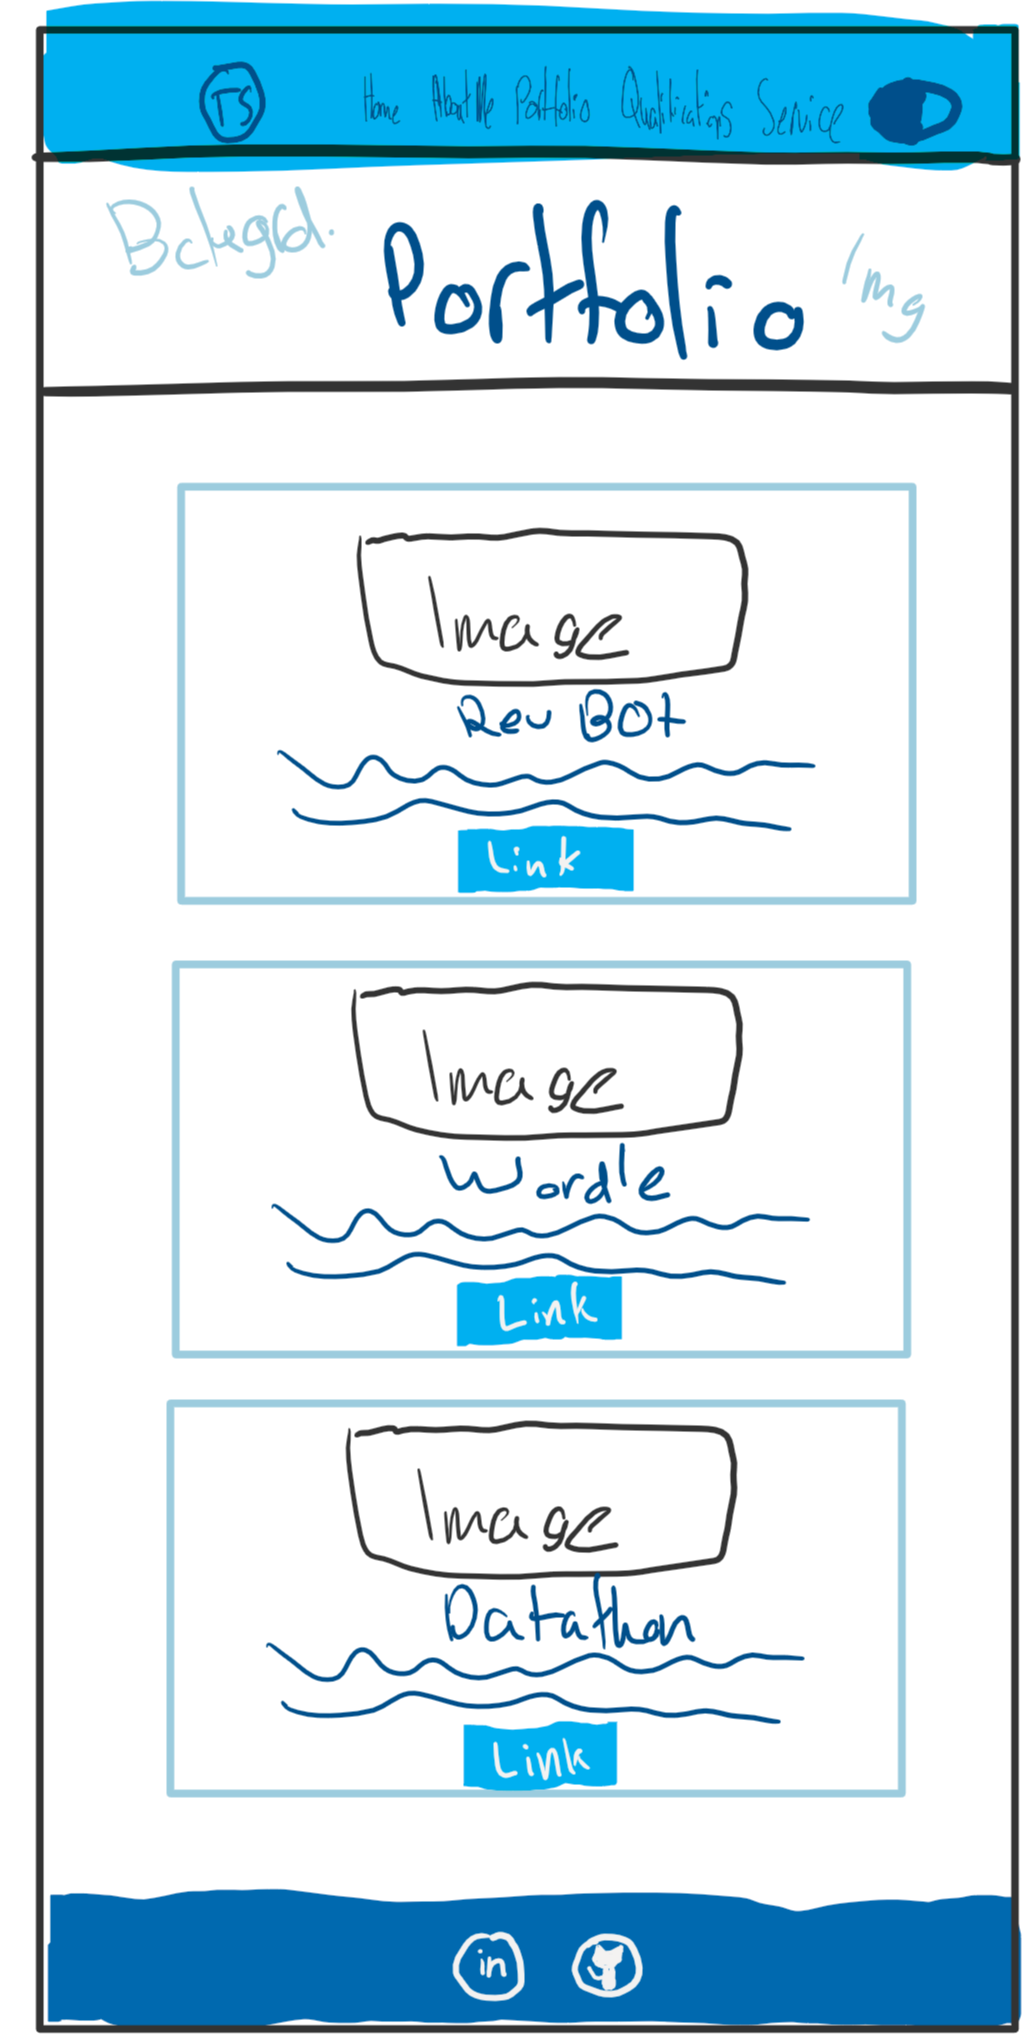 TS Home About Me Portfolio Qualifications Service
Bckgrd. Portfolio Img
Image
Rev BOt
Link
Image
Wordle
Link
Image
Datathon
Link
in